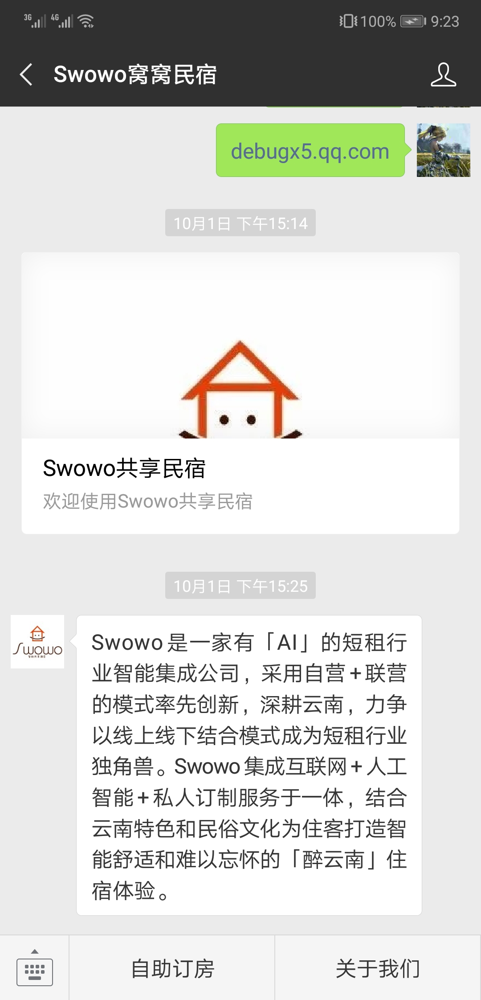 3G 4G 100% 9:23
Swowo窝窝民宿
debugx5.qq.com
10月1日 下午15:14
Swowo共享民宿
欢迎使用Swowo共享民宿
10月1日 下午15:25
Swowo
智能共享酒店
Swowo是一家有「AI」的短租行
业智能集成公司，采用自营+联营
的模式率先创新，深耕云南，力争
以线上线下结合模式成为短租行业
独角兽。Swowo集成互联网+人工
智能+私人订制服务于一体，结合
云南特色和民俗文化为住客打造智
能舒适和难以忘怀的「醉云南」住
宿体验。
自助订房
关于我们